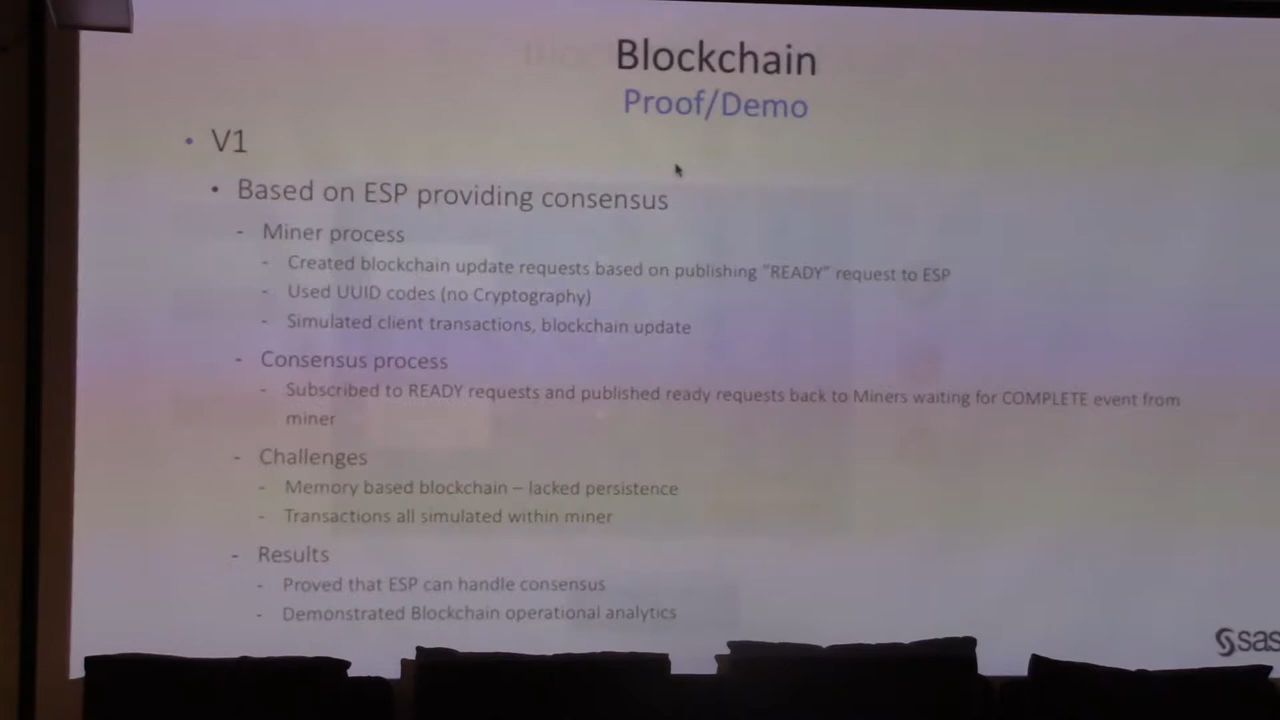 Blockchain
Proof/Demo
• V1
• Based on ESP providing consensus
- Miner process
- Created blockchain update requests based on publishing "READY" request to ESP
- Used UUID codes (no Cryptography)
- Simulated client transactions, blockchain update
- Consensus process
- Subscribed to READY requests and published ready requests back to Miners waiting for COMPLETE event from
miner
- Challenges
- Memory based blockchain – lacked persistence
- Transactions all simulated within miner
- Results
- Proved that ESP can handle consensus
- Demonstrated Blockchain operational analytics
sas